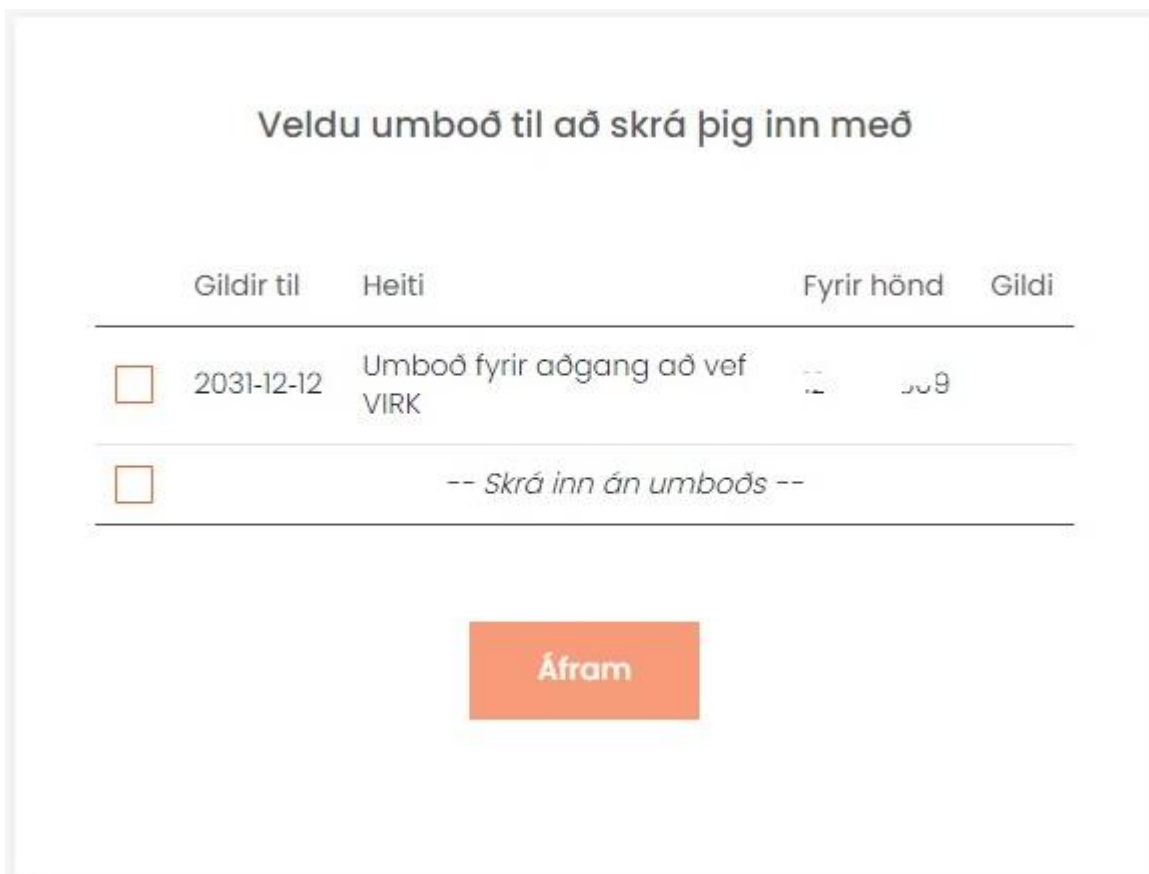 Veldu umboð til að skrá þig inn með
Gildir til Heiti Fyrir hönd Gildi
2031-12-12 Umboð fyrir aðgang að vef
VIRK
-- Skrá inn án umboðs --
Áfram